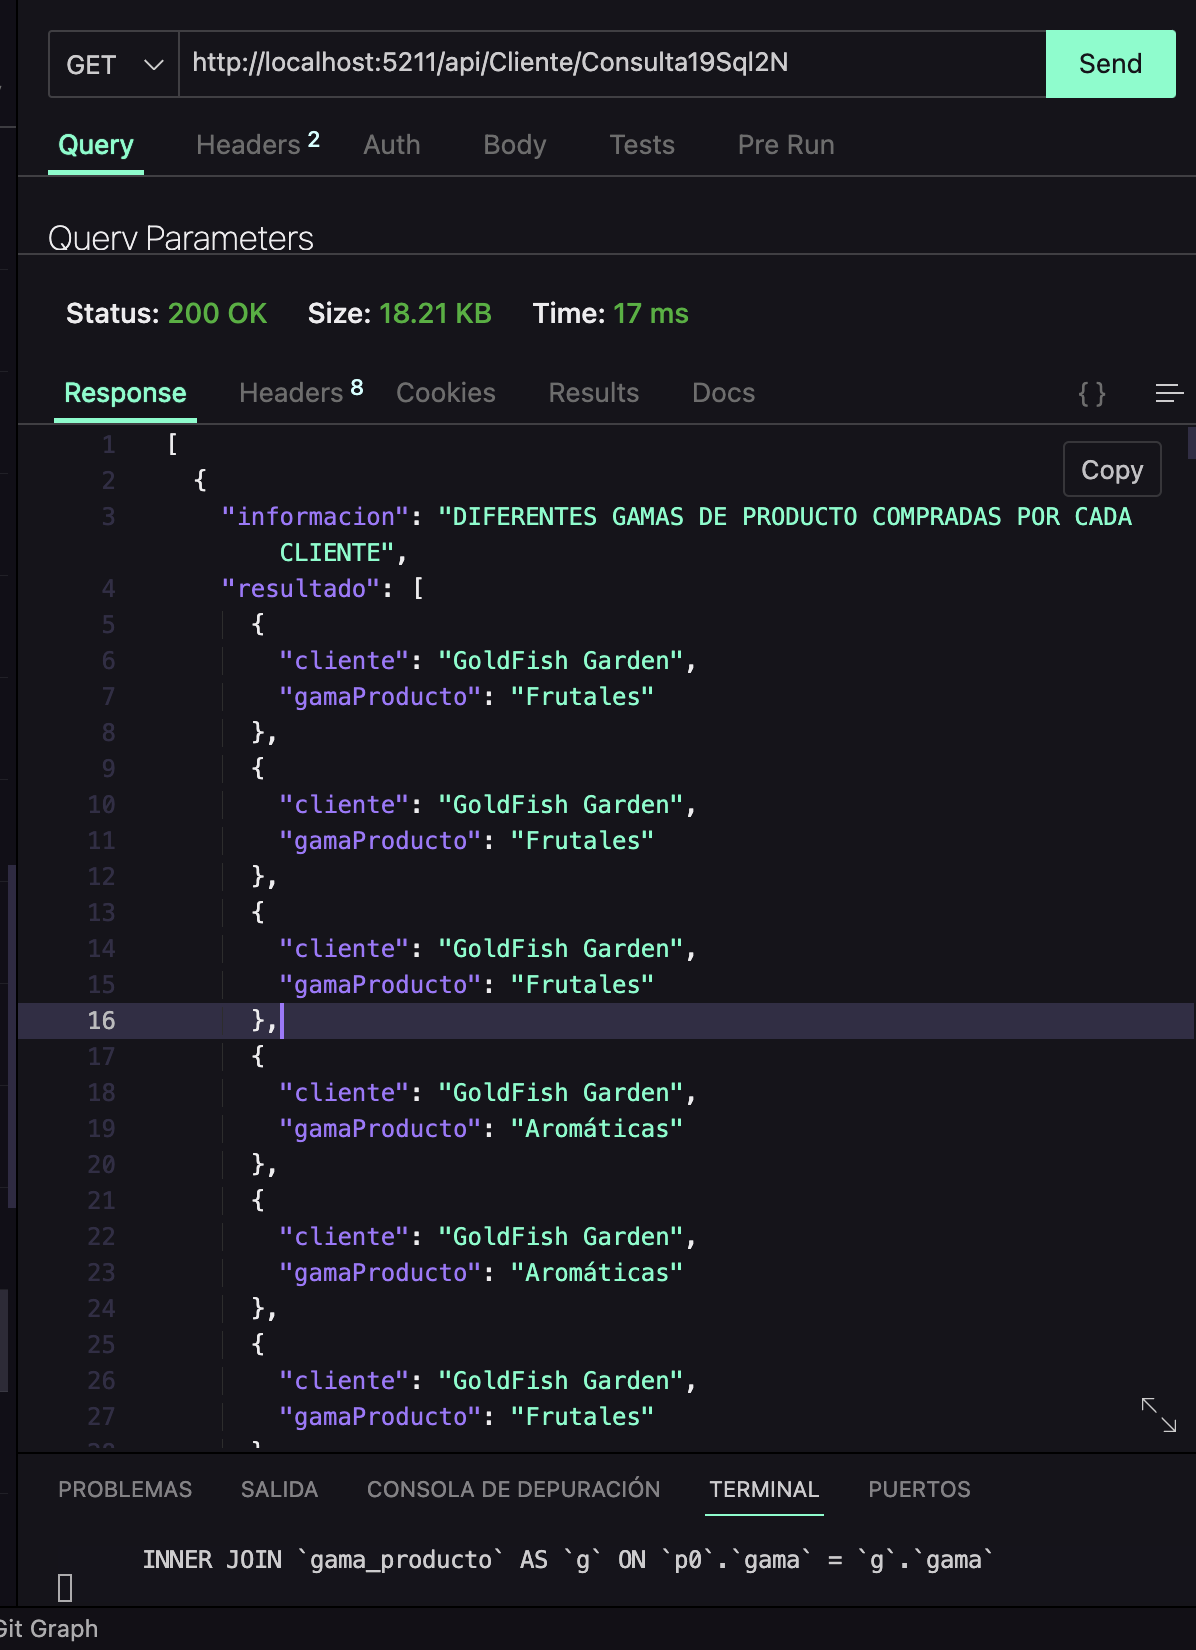 GET
http://localhost:5211/api/Cliente/Consulta19Sql2N
Send
Query Headers 2 Auth Body Tests Pre Run
Query Parameters
Status: 200 OK Size: 18.21 KB Time: 17 ms
Response Headers 8 Cookies Results Docs { }
Copy
1 [
2 {
3 "informacion": "DIFERENTES GAMAS DE PRODUCTO COMPRADAS POR CADA
CLIENTE",
4 "resultado": [
5 {
6 "cliente": "GoldFish Garden",
7 "gamaProducto": "Frutales"
8 },
9 {
10 "cliente": "GoldFish Garden",
11 "gamaProducto": "Frutales"
12 },
13 {
14 "cliente": "GoldFish Garden",
15 "gamaProducto": "Frutales"
16 },
17 {
18 "cliente": "GoldFish Garden",
19 "gamaProducto": "Aromáticas"
20 },
21 {
22 "cliente": "GoldFish Garden",
23 "gamaProducto": "Aromáticas"
24 },
25 {
26 "cliente": "GoldFish Garden",
27 "gamaProducto": "Frutales"
28 }
PROBLEMAS SALIDA CONSOLA DE DEPURACIÓN TERMINAL PUERTOS
INNER JOIN `gama_producto` AS `g` ON `p0`.`gama` = `g`.`gama`
Git Graph